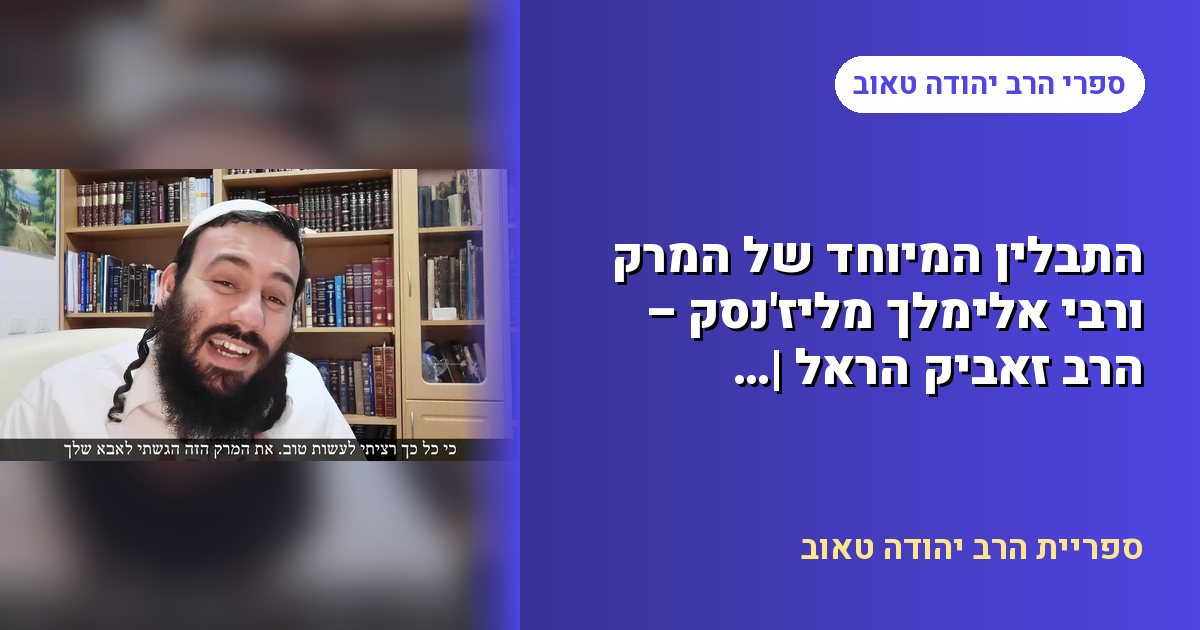 ספרי הרב יהודה טאוב
התבלין המיוחד של המרק
ורבי אלימלך מליז'נסק –
הרב זאביק הראל |...
כי כל כך רציתי לעשות טוב. את המרק הזה הגשתי לאבא שלך
ספריית הרב יהודה טאוב